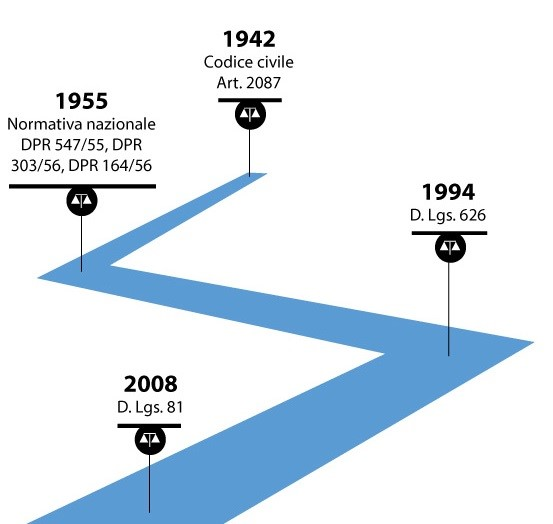 1942
Codice civile
Art. 2087
1955
Normativa nazionale
DPR 547/55, DPR
303/56, DPR 164/56
1994
D. Lgs. 626
2008
D. Lgs. 81